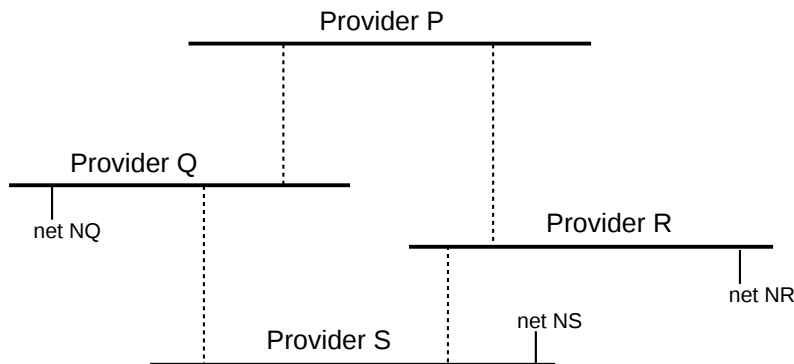 Provider P
Provider Q
net NQ
Provider R
net NR
net NS
Provider S